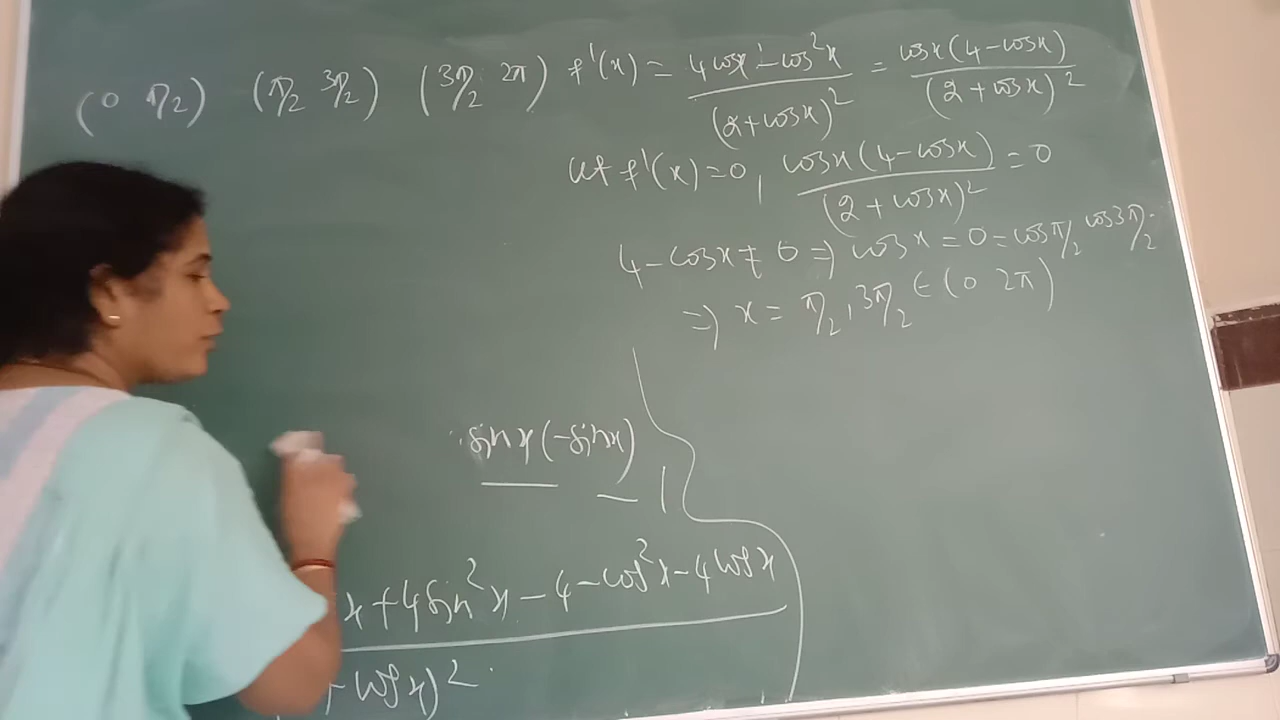 (0 π/2) (π/2 3π/2) (3π/2 2π) f'(x) = 4cosx - cos²x / (2+cosx)² = cosx(4-cosx) / (2+cosx)²
let f'(x)=0, cosx(4-cosx) / (2+cosx)² = 0
4-cosx ≠ 0 ⇒ cosx = 0 = cosπ/2 cos3π/2
⇒ x = π/2, 3π/2 ∈ (0 2π)
sinx(-sinx)
x+4sin²x-4-cos²x-4cosx
+cosx)²